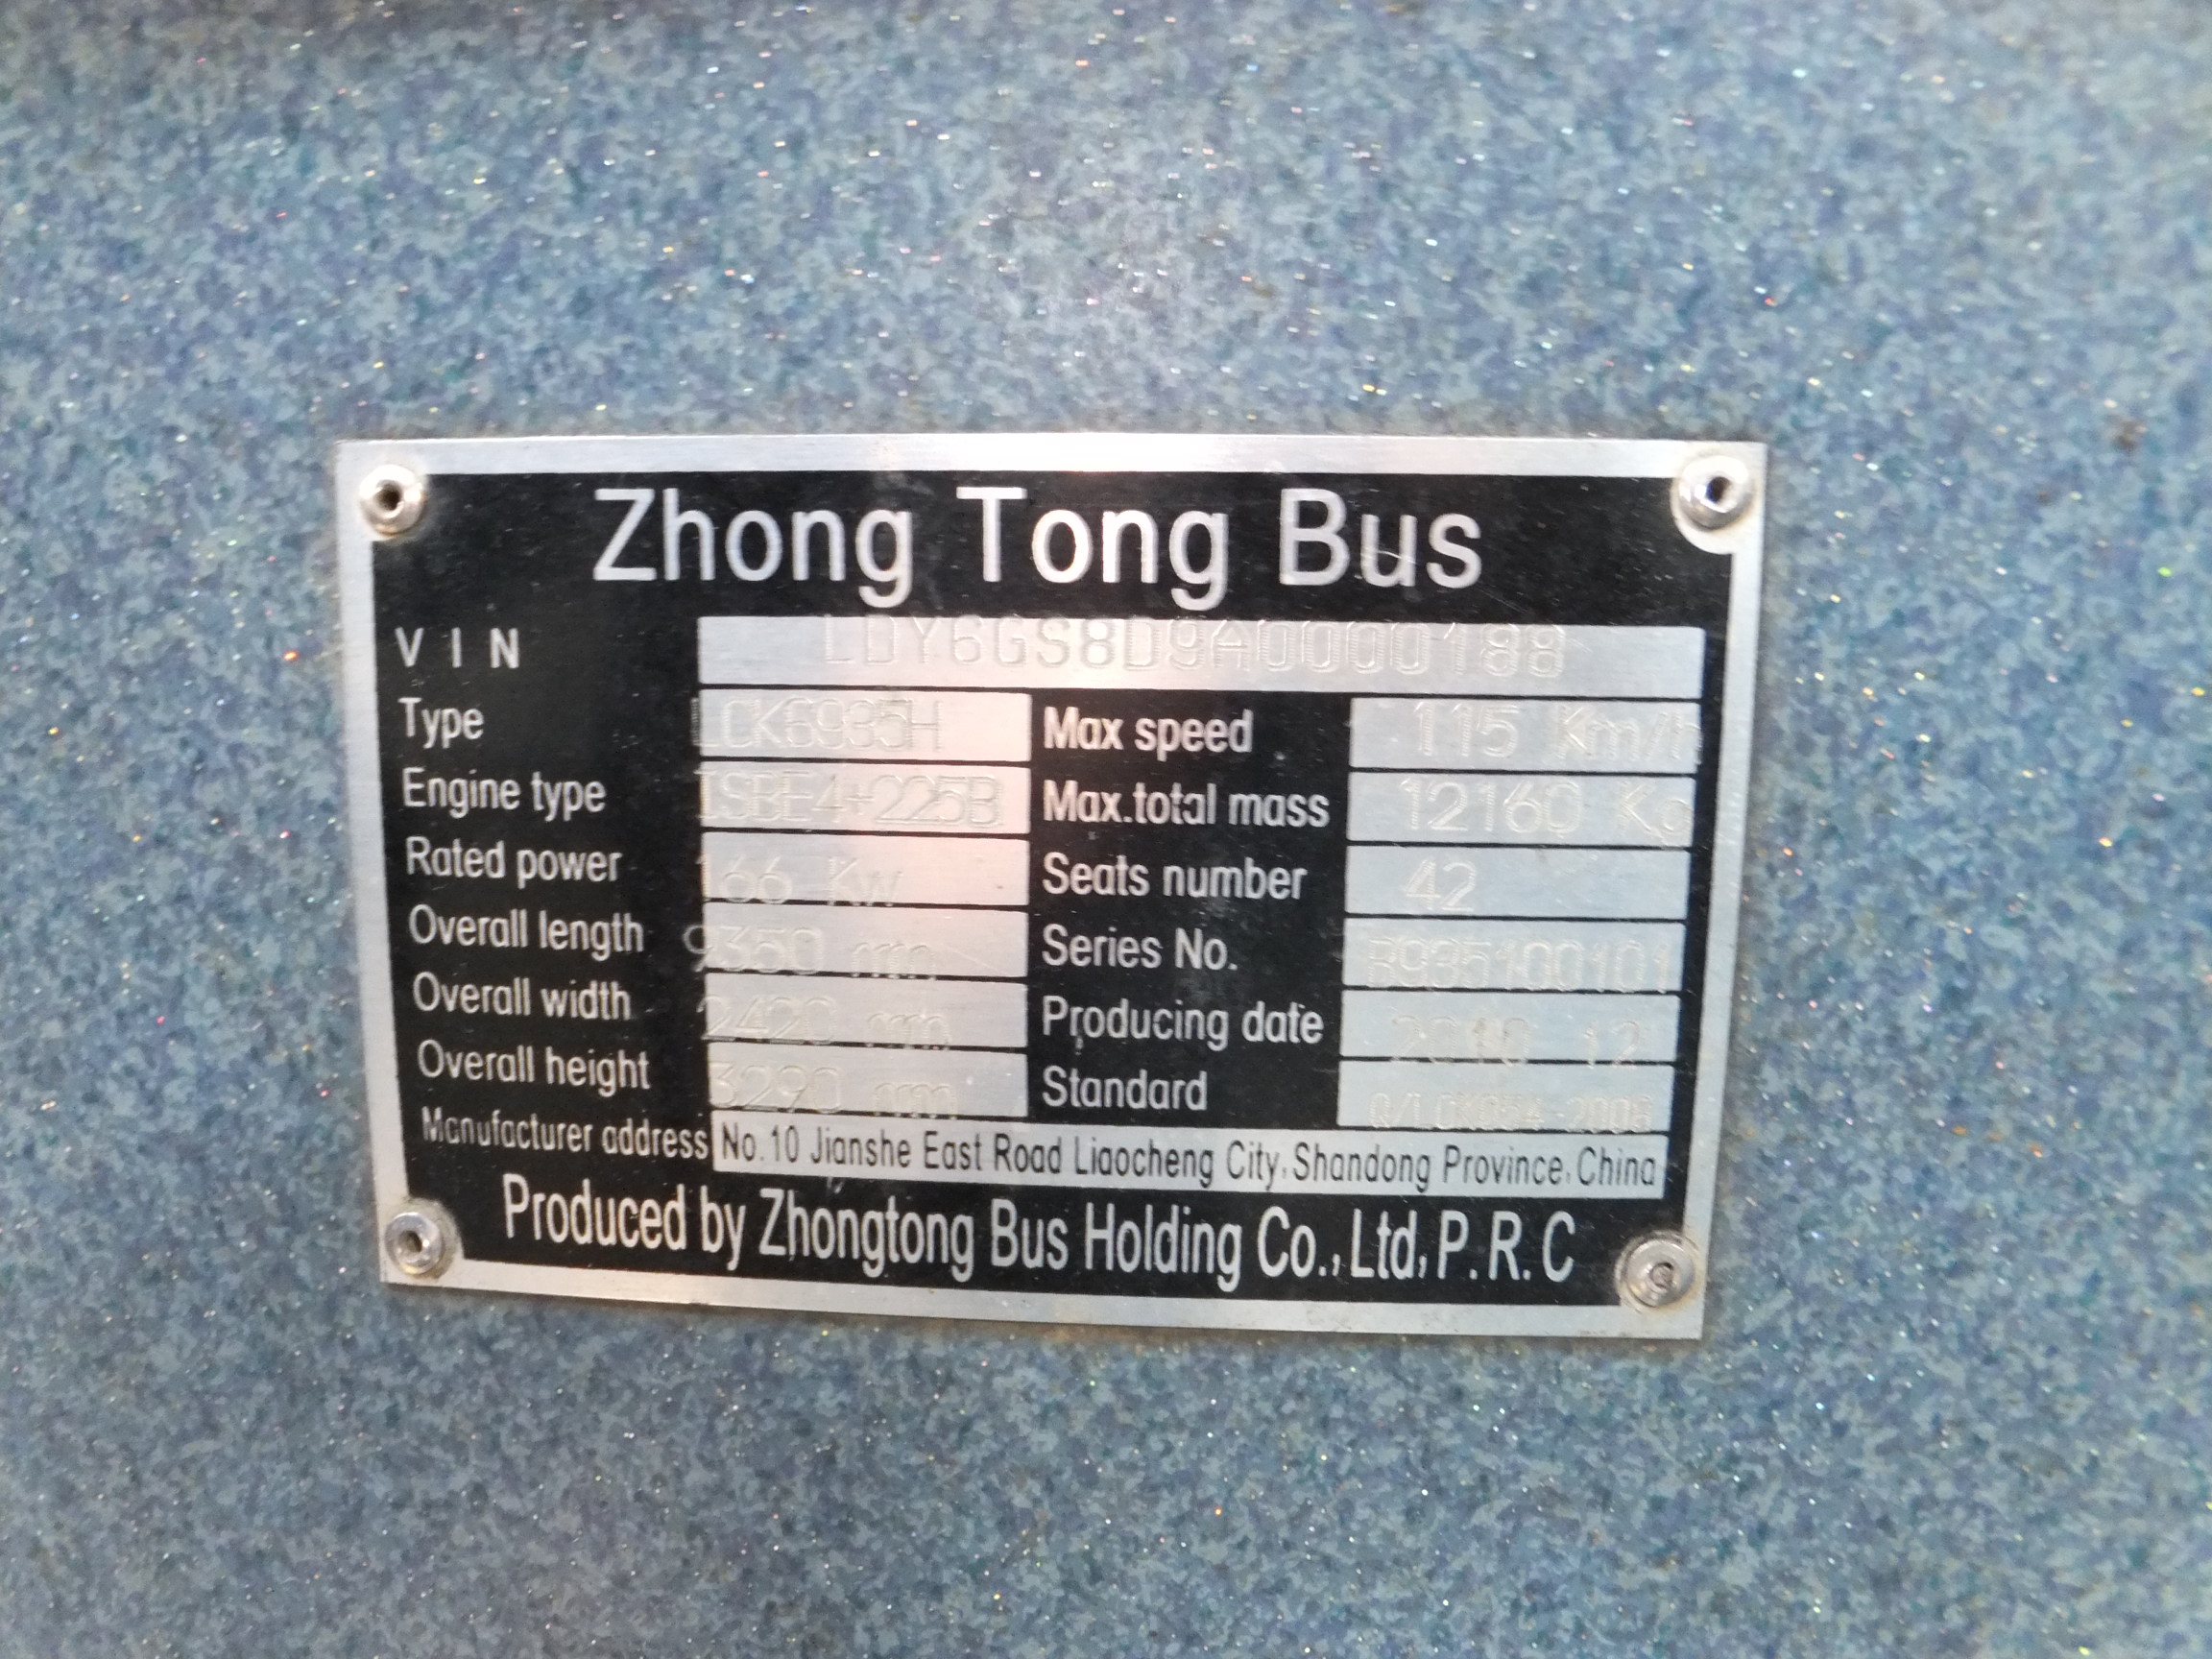 Zhong Tong Bus
VIN LDY6GS8D9A0000188
Type LCK6935H Max speed 115 Km/h
Engine type ISBE4+225B Max.total mass 12160 Kg
Rated power 166 Kw Seats number 42
Overall length 9350 mm Series No. B935100101
Overall width 2420 mm Producing date 2010 12
Overall height 3290 mm Standard
Manufacturer address No.10 Jianshe East Road Liaocheng City, Shandong Province, China
Produced by Zhongtong Bus Holding Co., Ltd, P.R.C